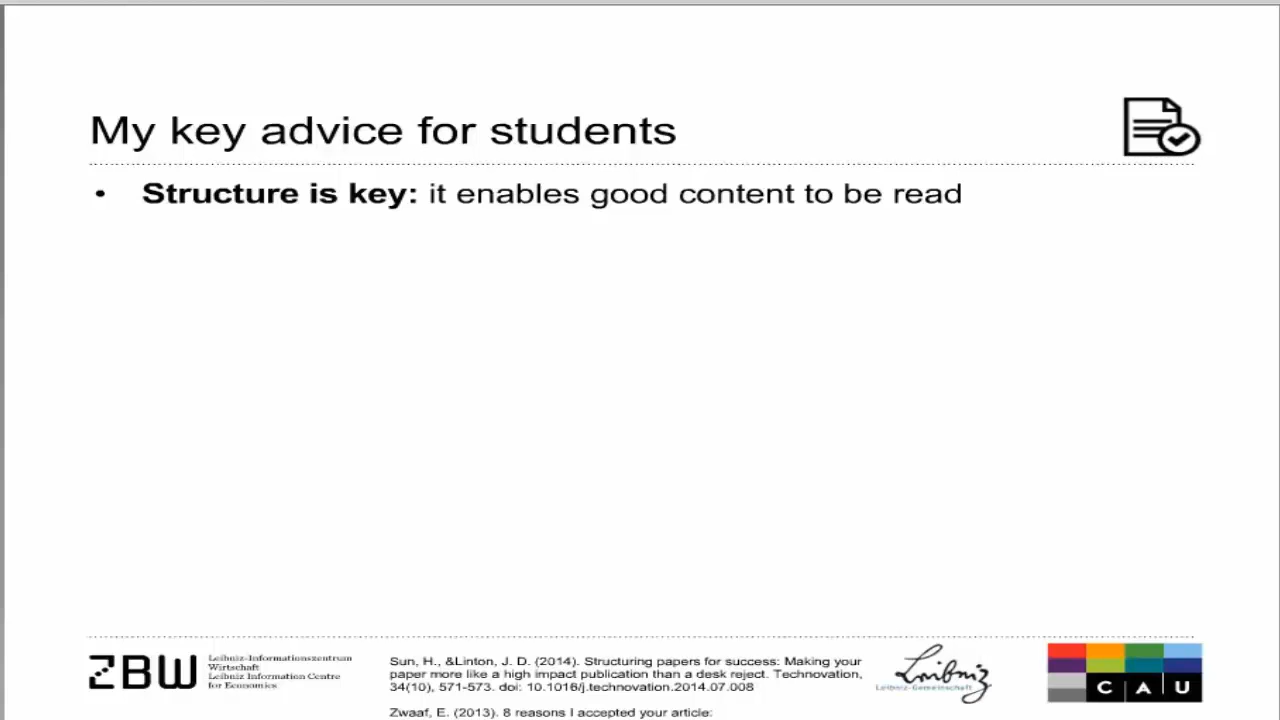 My key advice for students
• Structure is key: it enables good content to be read
ZBW
Leibniz-Informationszentrum
Wirtschaft
Leibniz Information Centre
for Economics
Sun, H., &Linton, J. D. (2014). Structuring papers for success: Making your
paper more like a high impact publication than a desk reject. Technovation,
34(10), 571-573. doi: 10.1016/j.technovation.2014.07.008
Zwaaf, E. (2013). 8 reasons I accepted your article:
Leibniz
Leibniz-Gemeinschaft
C A U